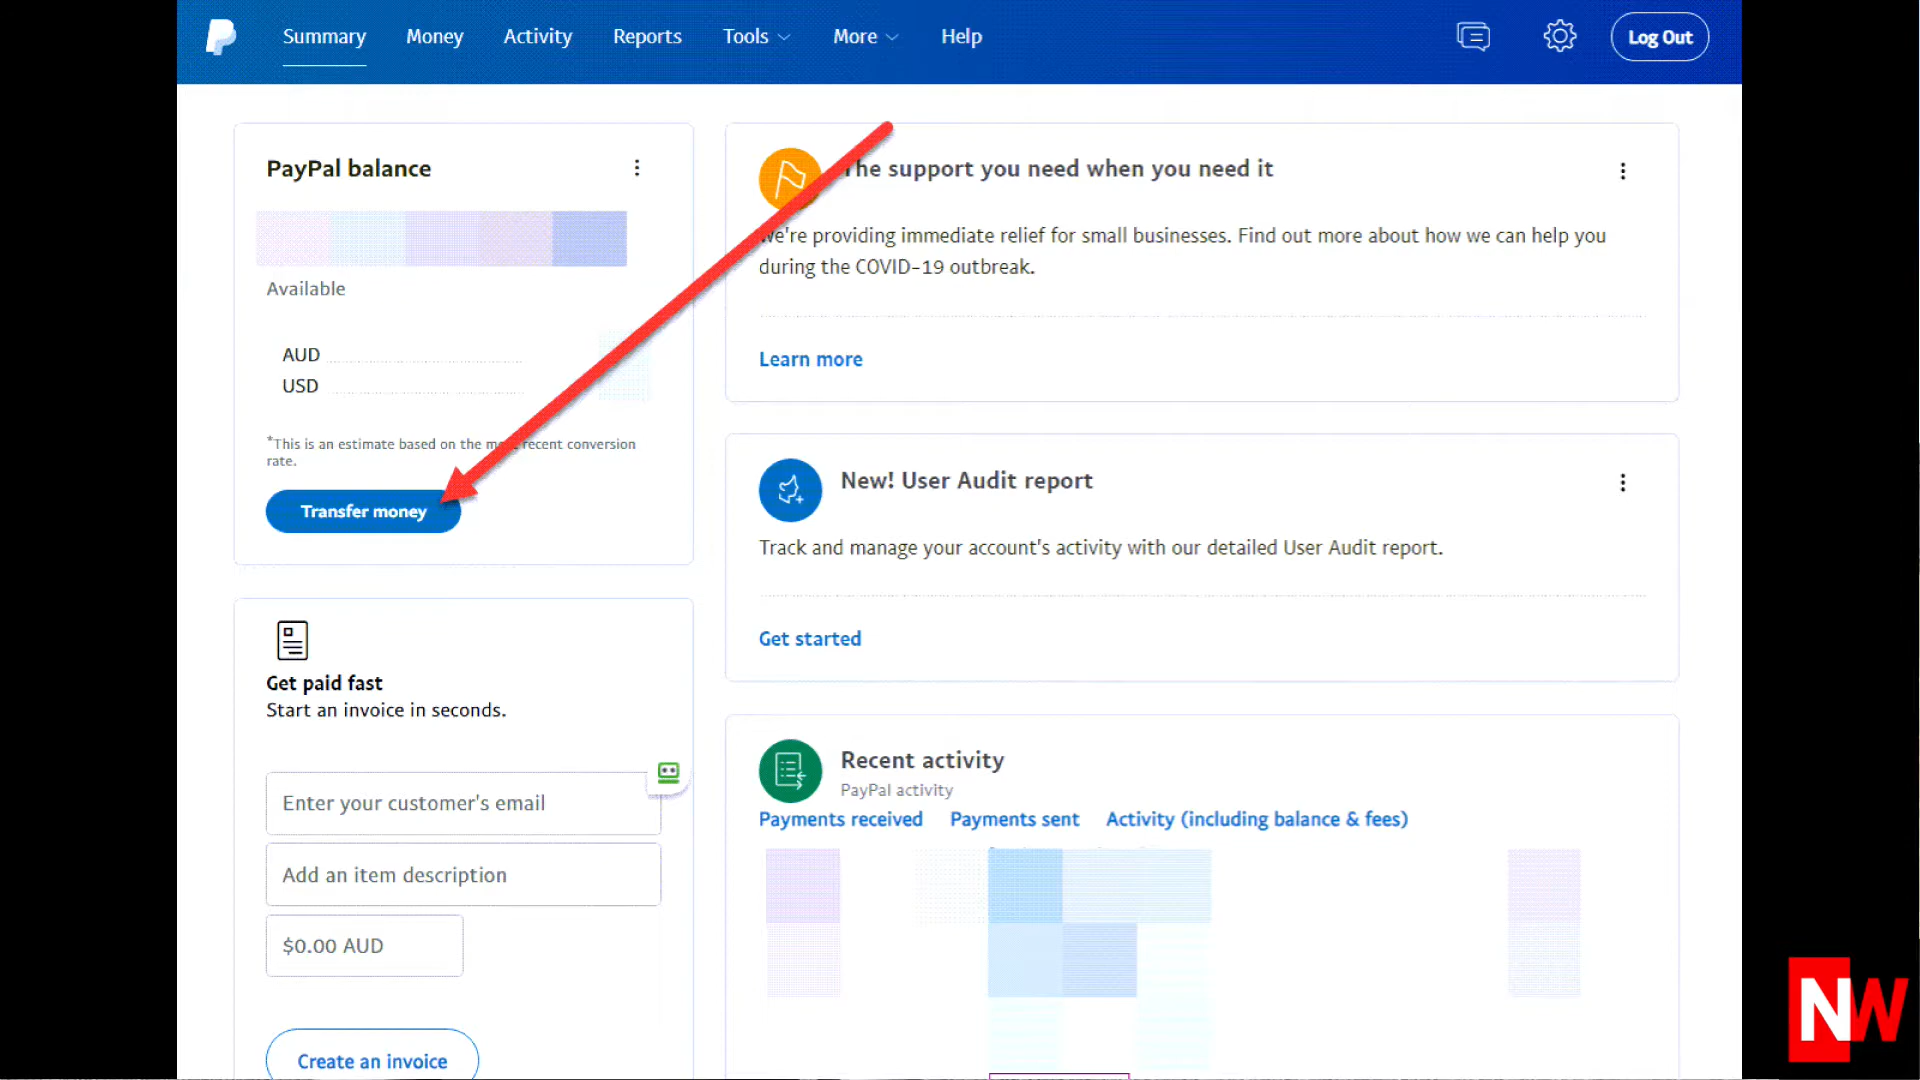 Summary Money Activity Reports Tools More Help Log Out
PayPal balance
Available
AUD
USD
*This is an estimate based on the most recent conversion
rate.
Transfer money
Get paid fast
Start an invoice in seconds.
Enter your customer's email
Add an item description
$0.00 AUD
Create an invoice
The support you need when you need it
We're providing immediate relief for small businesses. Find out more about how we can help you
during the COVID-19 outbreak.
Learn more
New! User Audit report
Track and manage your account's activity with our detailed User Audit report.
Get started
Recent activity
PayPal activity
Payments received Payments sent Activity (including balance & fees)
NW